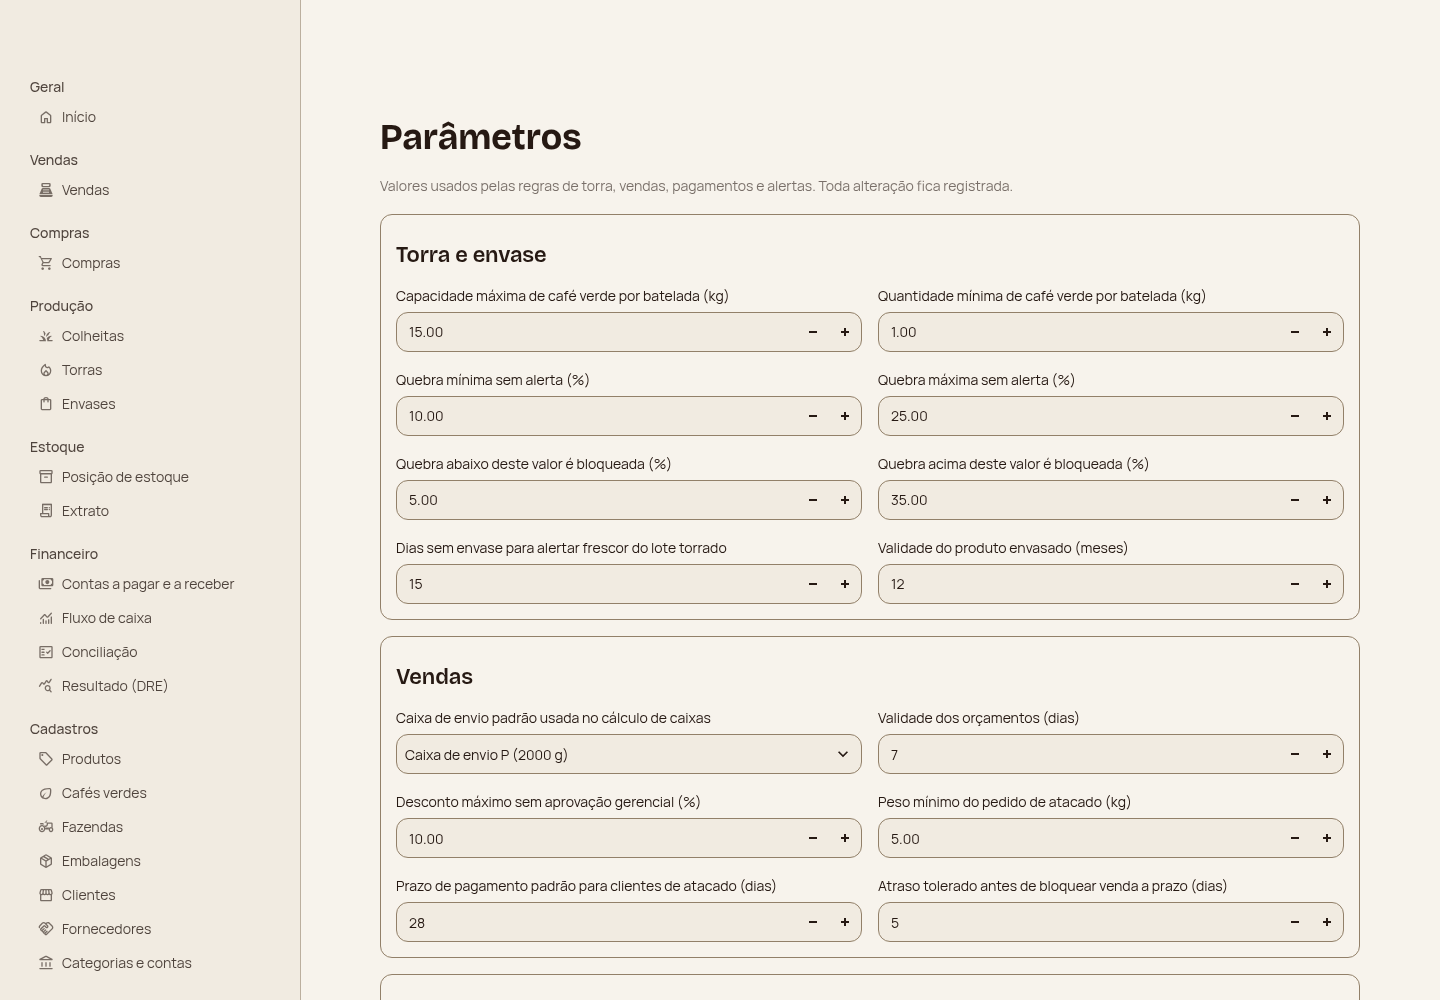 Geral
Início
Vendas
Vendas
Compras
Compras
Produção
Colheitas
Torras
Envases
Estoque
Posição de estoque
Extrato
Financeiro
Contas a pagar e a receber
Fluxo de caixa
Conciliação
Resultado (DRE)
Cadastros
Produtos
Cafés verdes
Fazendas
Embalagens
Clientes
Fornecedores
Categorias e contas
Parâmetros
Valores usados pelas regras de torra, vendas, pagamentos e alertas. Toda alteração fica registrada.
Torra e envase
Capacidade máxima de café verde por batelada (kg)
15.00
Quantidade mínima de café verde por batelada (kg)
1.00
Quebra mínima sem alerta (%)
10.00
Quebra máxima sem alerta (%)
25.00
Quebra abaixo deste valor é bloqueada (%)
5.00
Quebra acima deste valor é bloqueada (%)
35.00
Dias sem envase para alertar frescor do lote torrado
15
Validade do produto envasado (meses)
12
Vendas
Caixa de envio padrão usada no cálculo de caixas
Caixa de envio P (2000 g)
Validade dos orçamentos (dias)
7
Desconto máximo sem aprovação gerencial (%)
10.00
Peso mínimo do pedido de atacado (kg)
5.00
Prazo de pagamento padrão para clientes de atacado (dias)
28
Atraso tolerado antes de bloquear venda a prazo (dias)
5